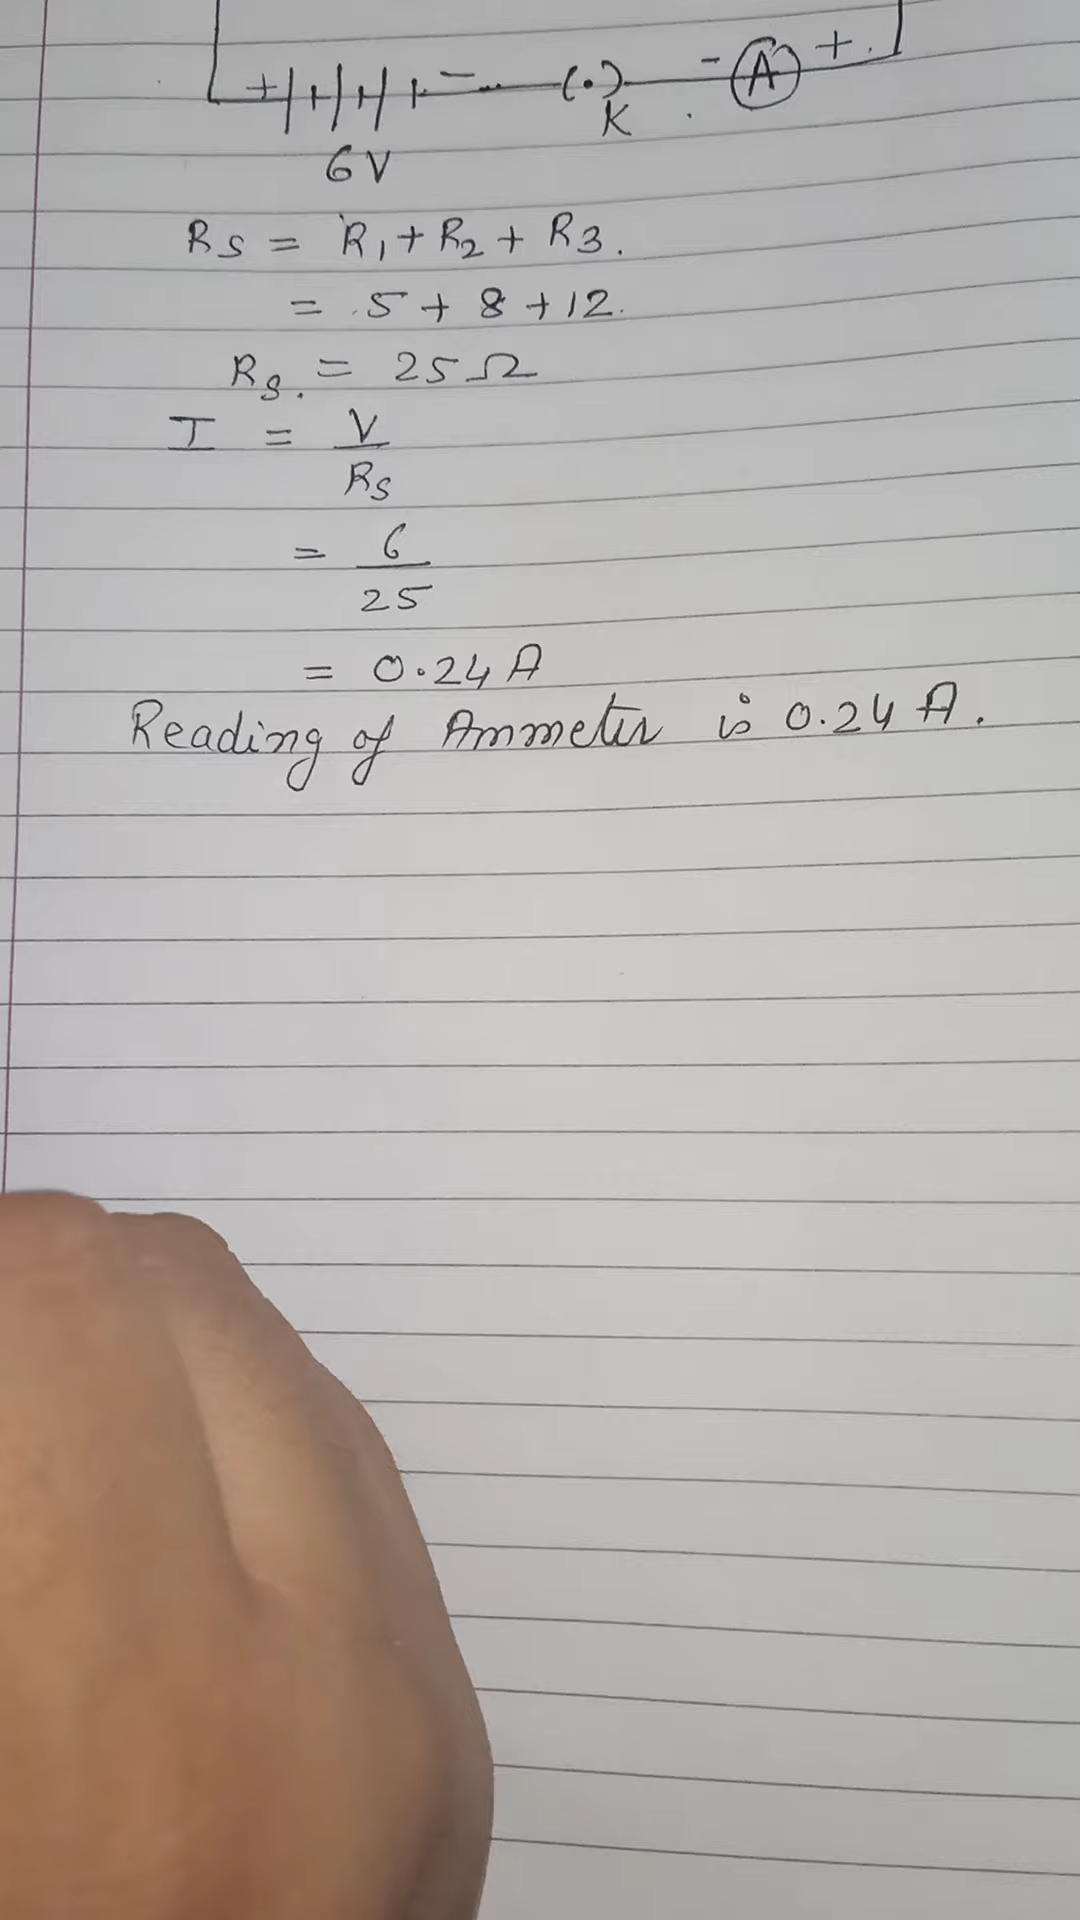 + - (.) - A +
K
6V
Rs = R₁ + R₂ + R3.
= 5 + 8 + 12.
Rs. = 25 Ω
I = V
Rs
= 6
25
= 0.24 A
Reading of Ammeter is 0.24 A.